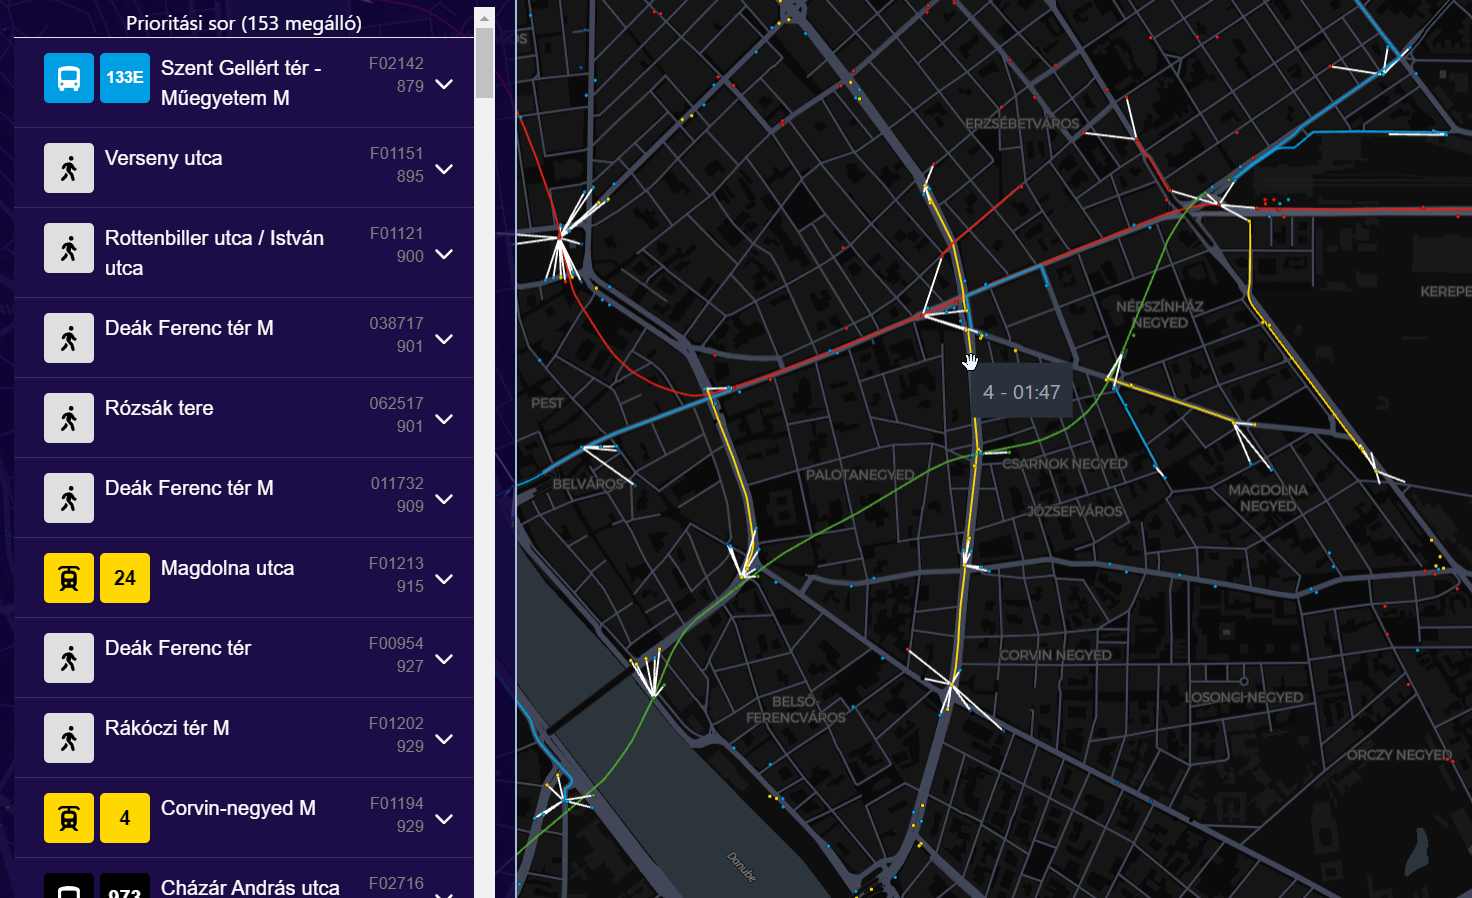 Prioritási sor (153 megálló)
133E
Szent Gellért tér -
Műegyetem M
F02142
879
Verseny utca
F01151
895
Rottenbiller utca / István
utca
F01121
900
Deák Ferenc tér M
038717
901
Rózsák tere
062517
901
Deák Ferenc tér M
011732
909
24
Magdolna utca
F01213
915
Deák Ferenc tér
F00954
927
Rákóczi tér M
F01202
929
4
Corvin-negyed M
F01194
929
973
Cházár András utca
F02716
ERZSÉBETVÁROS
NÉPSZÍNHÁZ
NEGYED
KEREPE
4 - 01:47
PEST
BELVÁROS
PALOTANEGYED
CSARNOK NEGYED
MAGDOLNA
NEGYED
JÓZSEFVÁROS
CORVIN NEGYED
LOSONCI-NEGYED
BELSŐ-
FERENCVÁROS
ORCZY NEGYED
Danube